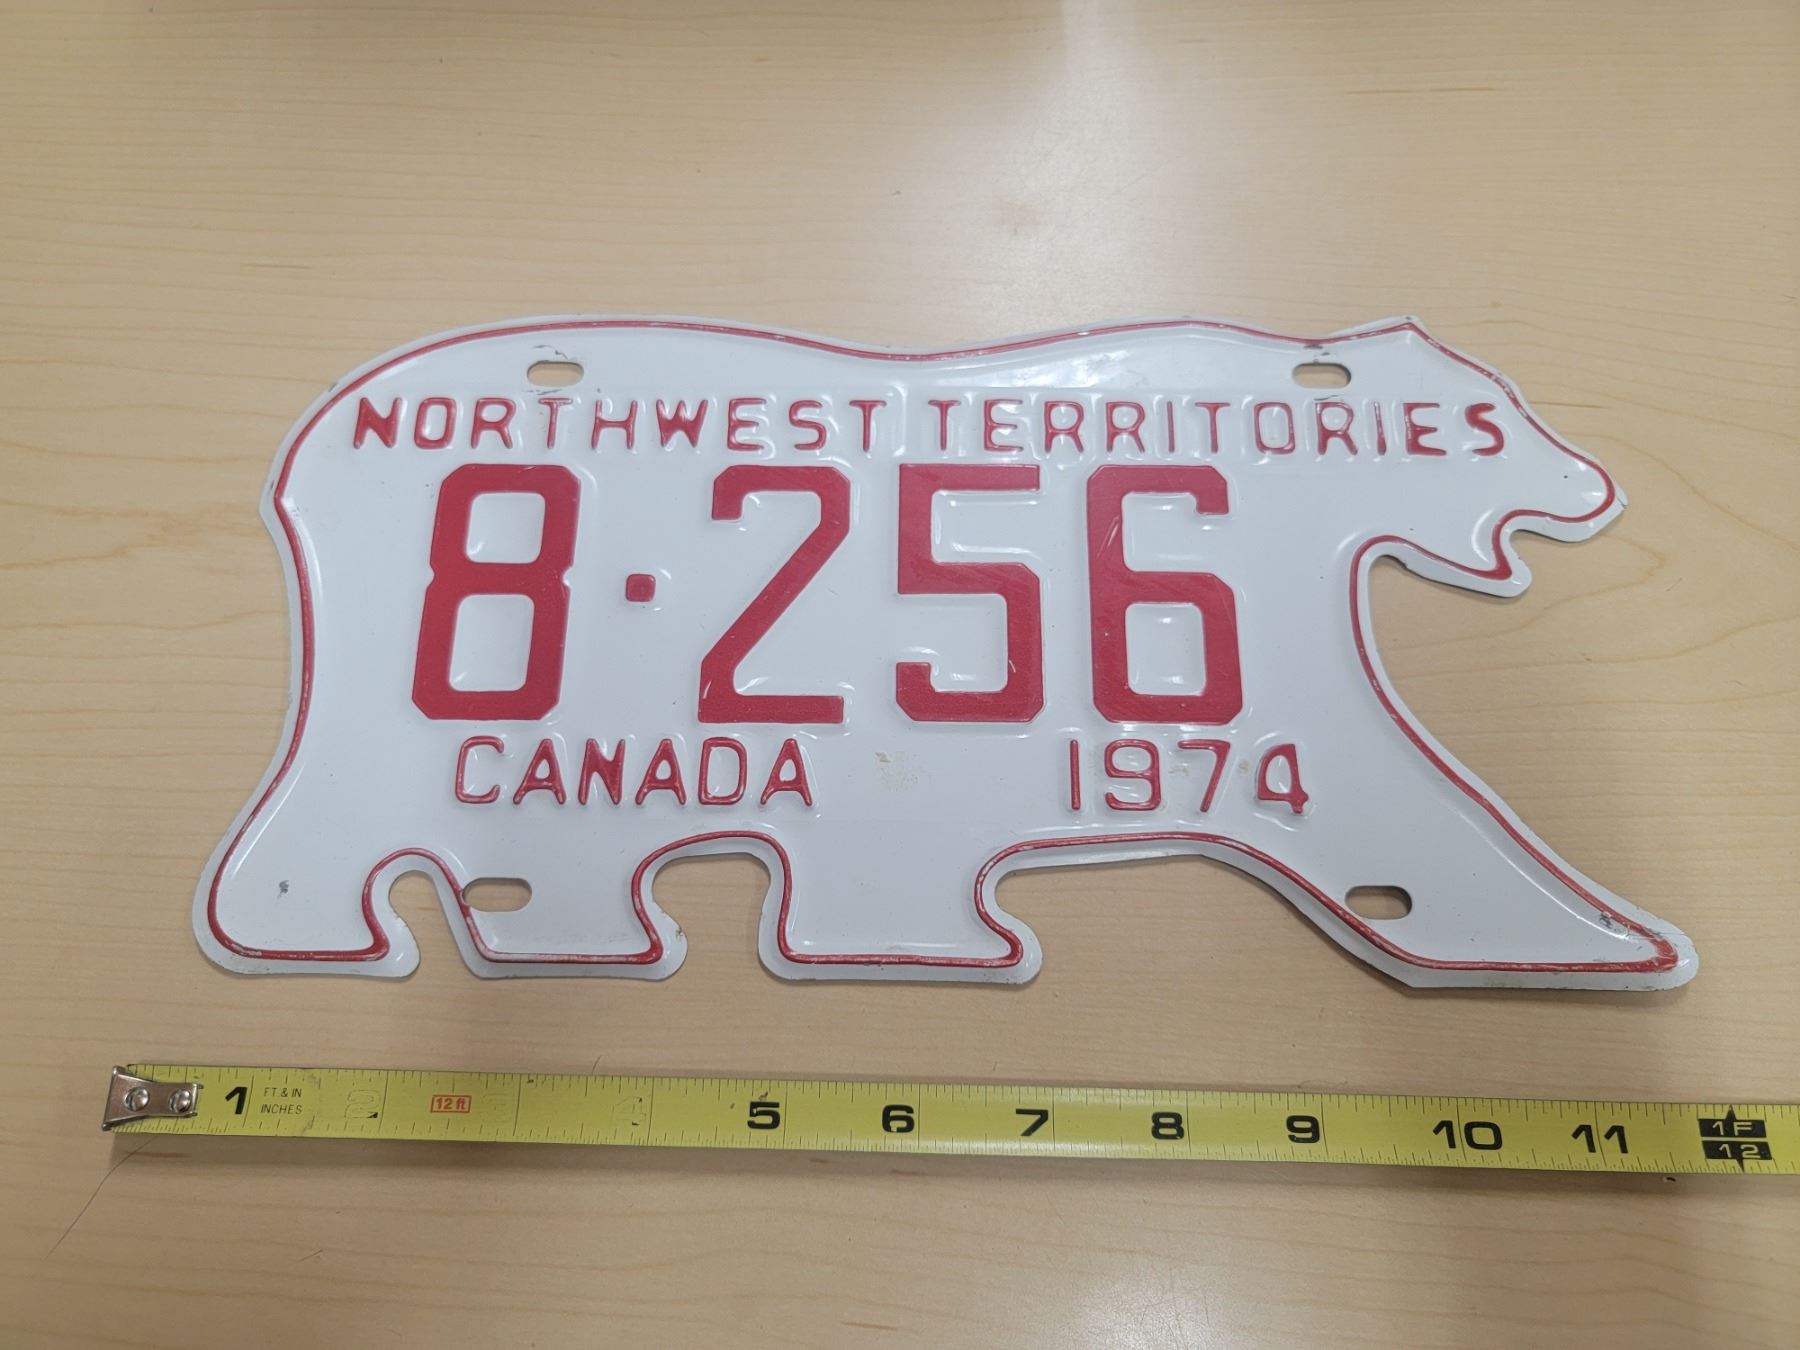 NORTHWEST TERRITORIES
8·256
CANADA 1974
1 FT. & IN 2 12 ft 3 4 5 6 7 8 9 10 11 1F
INCHES 12